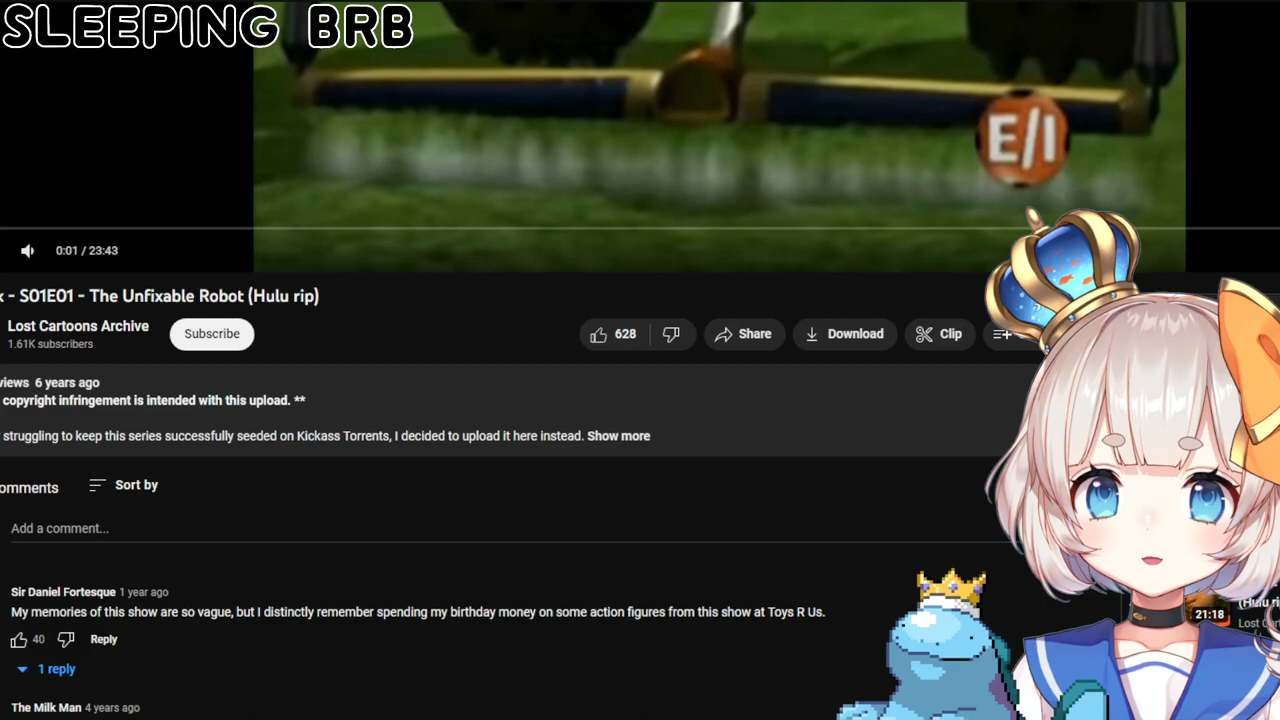 SLEEPING BRB
E/I
0:01 / 23:43
- S01E01 - The Unfixable Robot (Hulu rip)
Lost Cartoons Archive
1.61K subscribers
Subscribe
628
Share
Download
Clip
views 6 years ago
copyright infringement is intended with this upload. **
struggling to keep this series successfully seeded on Kickass Torrents, I decided to upload it here instead. Show more
omments
Sort by
Add a comment...
Sir Daniel Fortesque 1 year ago
My memories of this show are so vague, but I distinctly remember spending my birthday money on some action figures from this show at Toys R Us.
40
Reply
1 reply
The Milk Man 4 years ago
21:18
(Hulu ri
Lost Cart